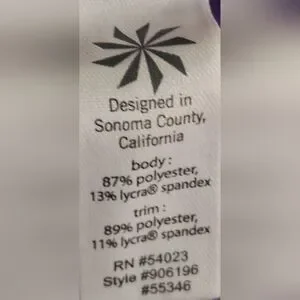 Designed in
Sonoma County,
California
body :
87% polyester,
13% lycra® spandex
trim :
89% polyester,
11% lycra® spandex
RN #54023
Style #906196
#55346